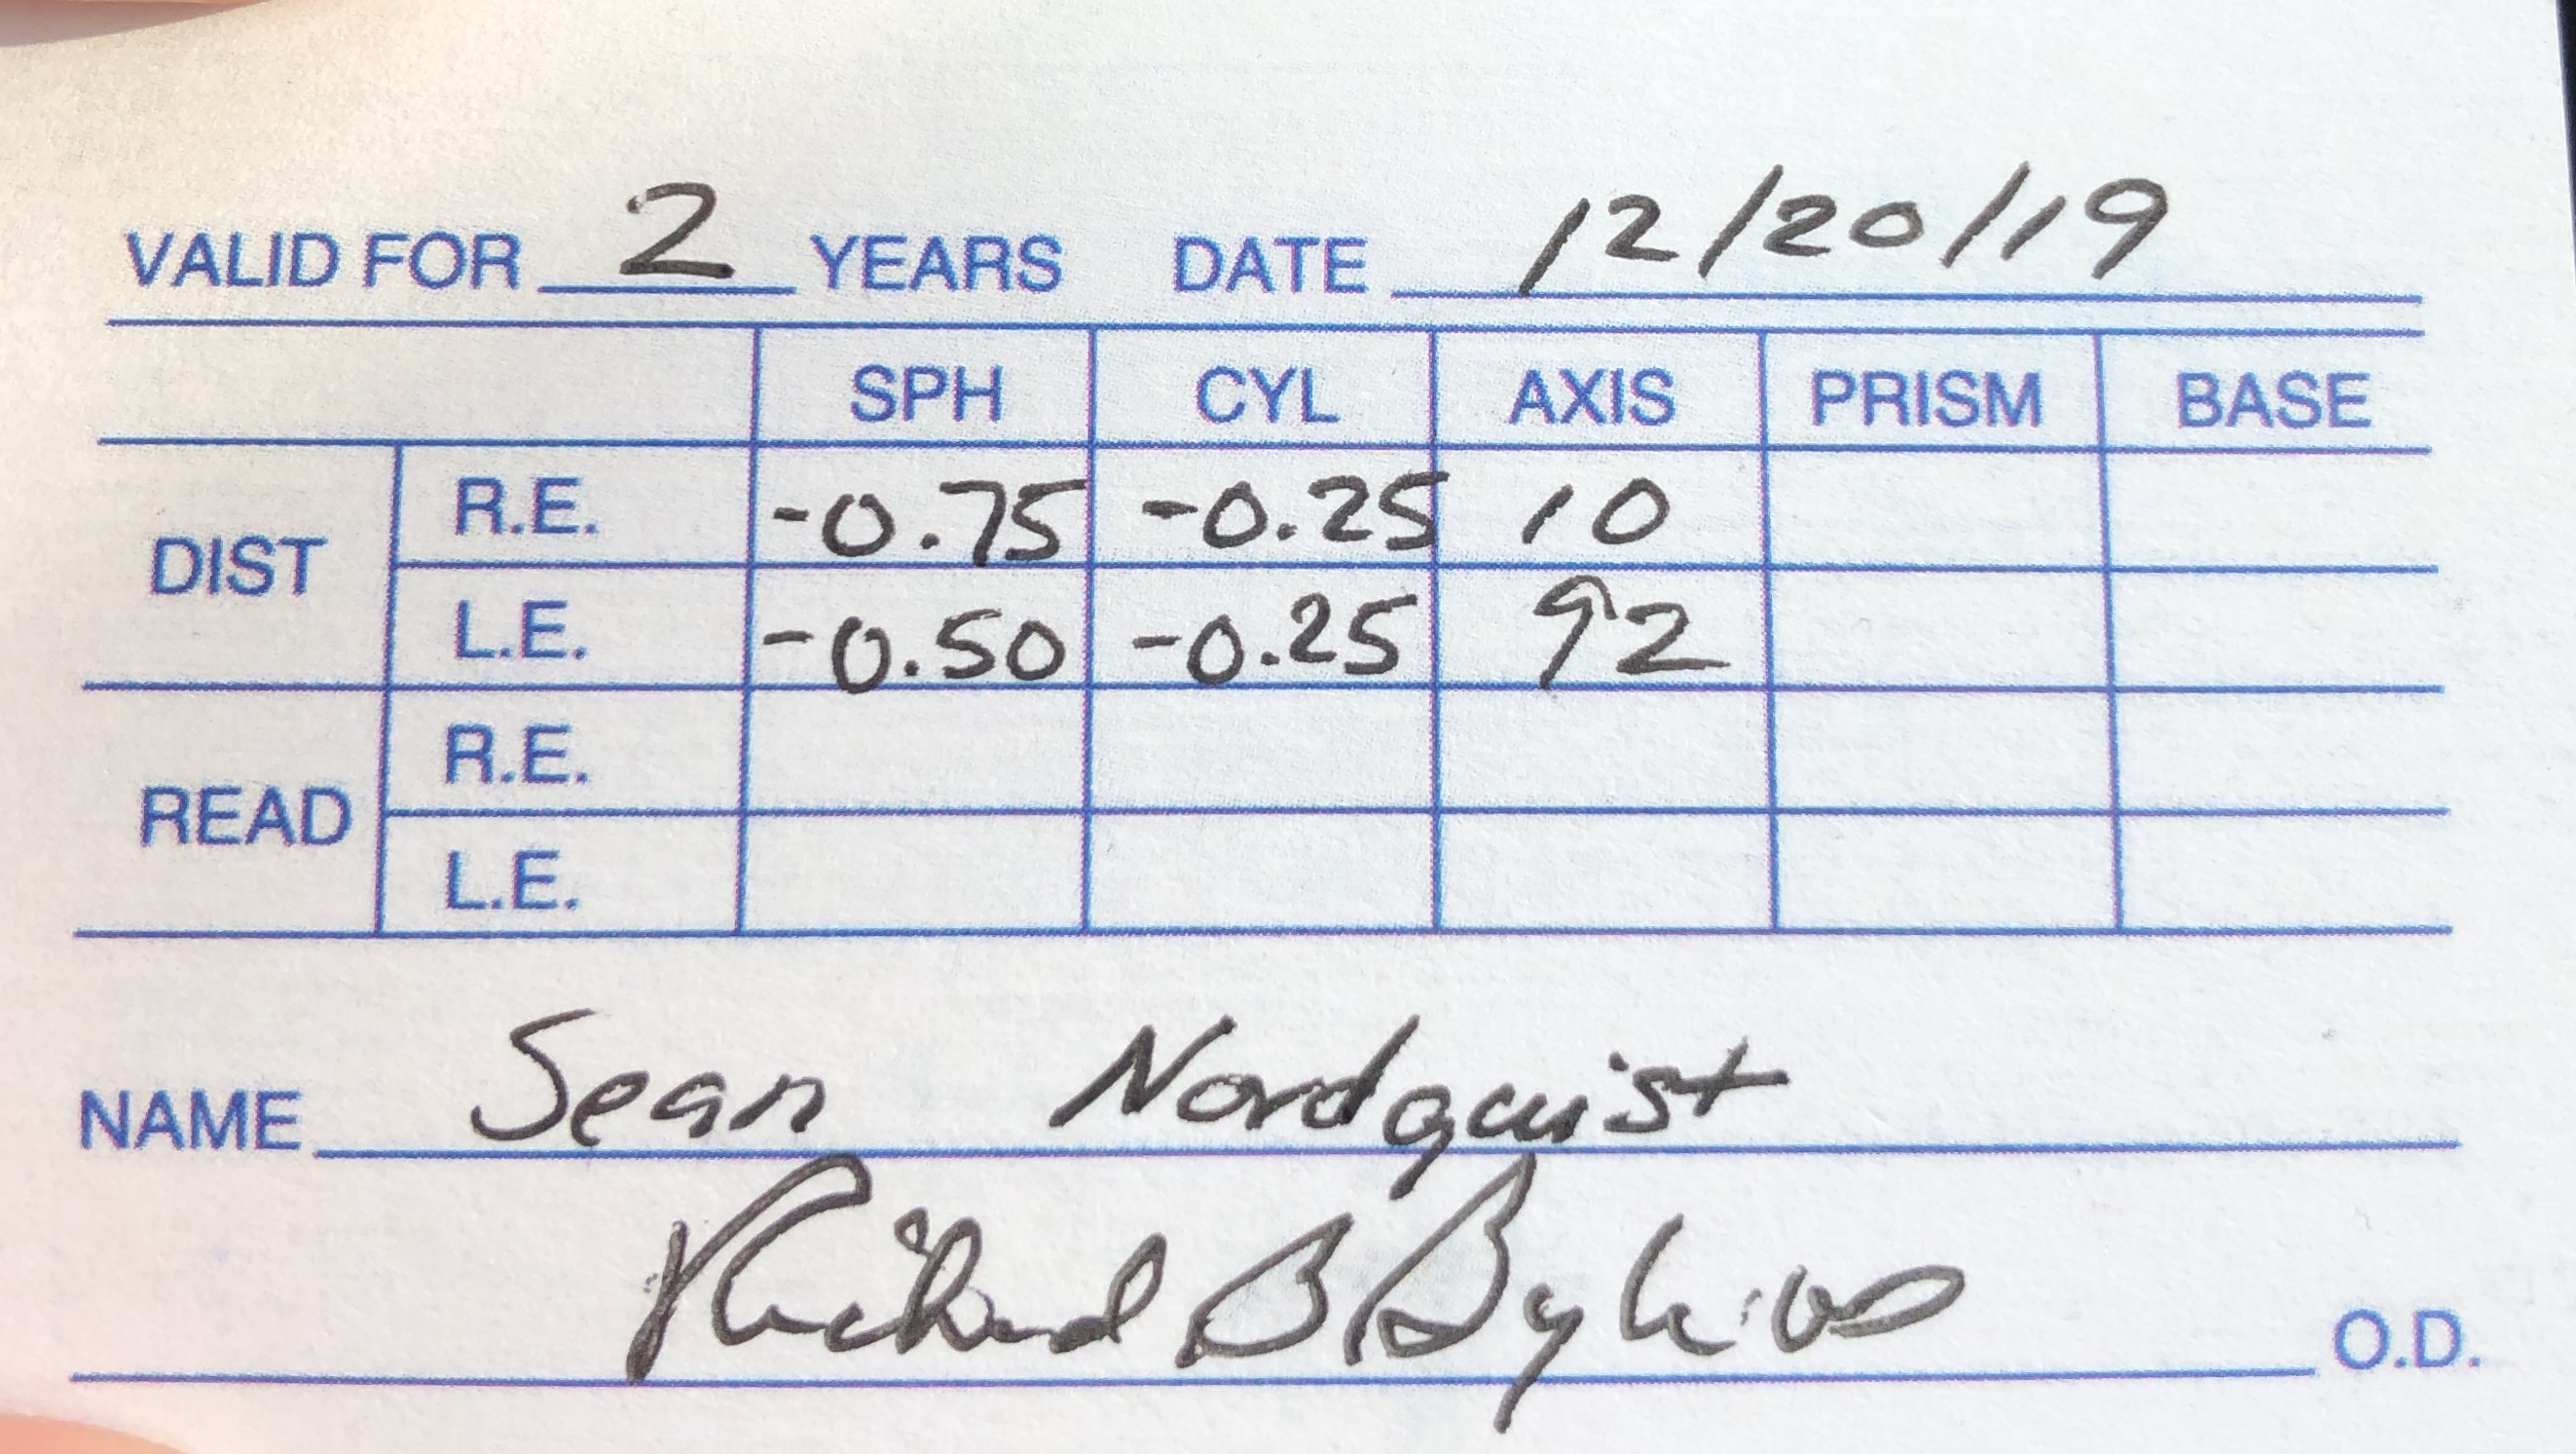 VALID FOR 2 YEARS DATE 12/20/19
SPH CYL AXIS PRISM BASE
DIST R.E. -0.75 -0.25 10
L.E. -0.50 -0.25 92
READ R.E.
L.E.
NAME Sean Nordquist
Richard B O.D.